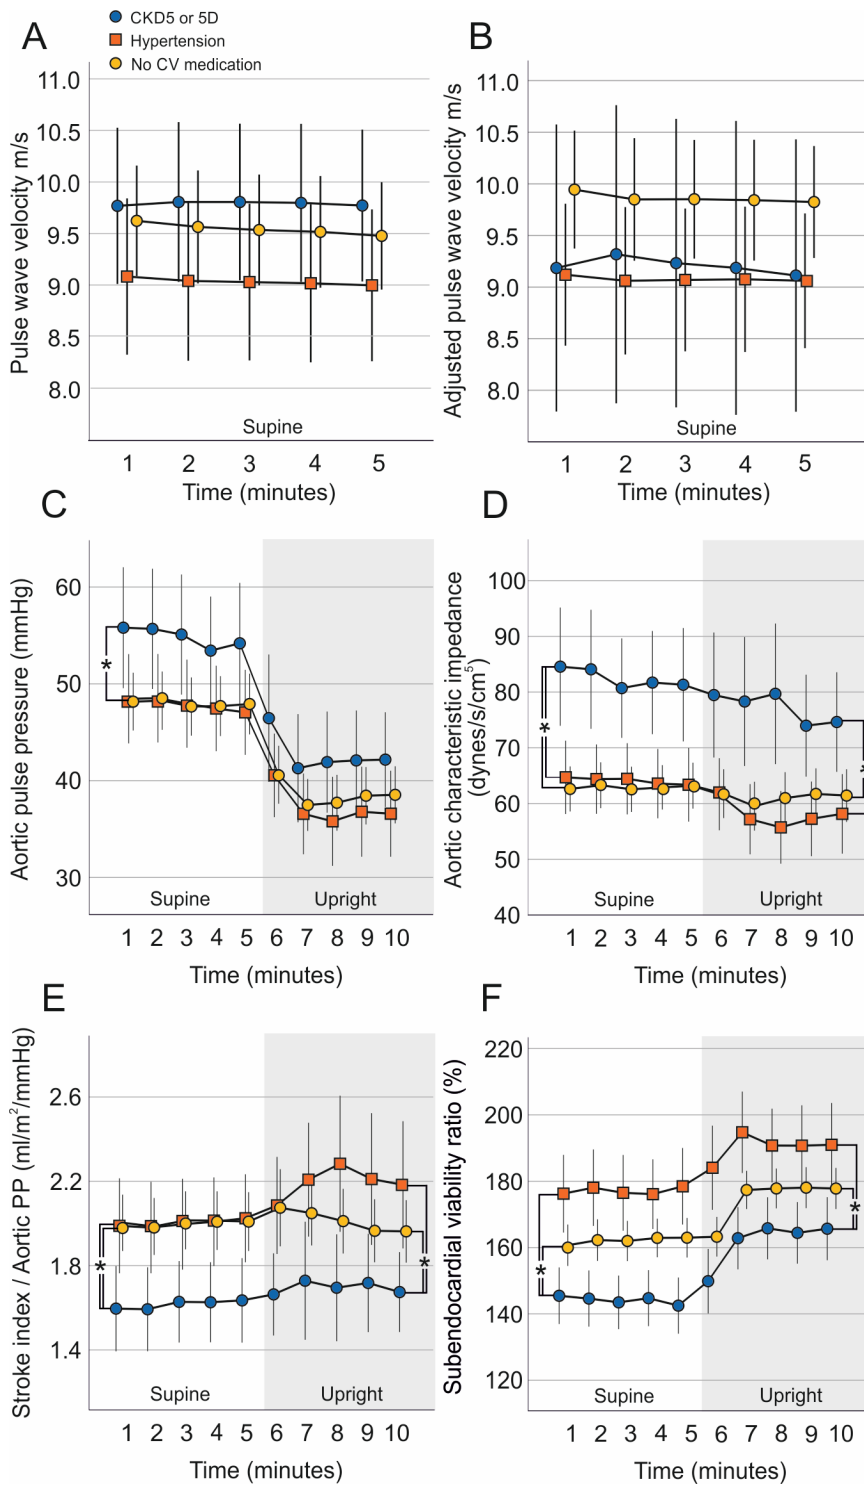 A
CKD5 or 5D
Hypertension
No CV medication
Pulse wave velocity m/s
11.0
10.5
10.0
9.5
9.0
8.5
8.0
Supine
1 2 3 4 5
Time (minutes)
B
Adjusted pulse wave velocity m/s
11.0
10.5
10.0
9.5
9.0
8.5
8.0
Supine
1 2 3 4 5
Time (minutes)
C
Aortic pulse pressure (mmHg)
60
50
40
30
*
Supine Upright
1 2 3 4 5 6 7 8 9 10
Time (minutes)
D
Aortic characteristic impedance
(dynes/s/cm⁵)
100
90
80
70
60
50
40
*
Supine Upright
1 2 3 4 5 6 7 8 9 10
Time (minutes)
E
Stroke index / Aortic PP (ml/m²/mmHg)
2.6
2.2
1.8
1.4
* *
Supine Upright
1 2 3 4 5 6 7 8 9 10
Time (minutes)
F
Subendocardial viability ratio (%)
220
200
180
160
140
120
* *
Supine Upright
1 2 3 4 5 6 7 8 9 10
Time (minutes)